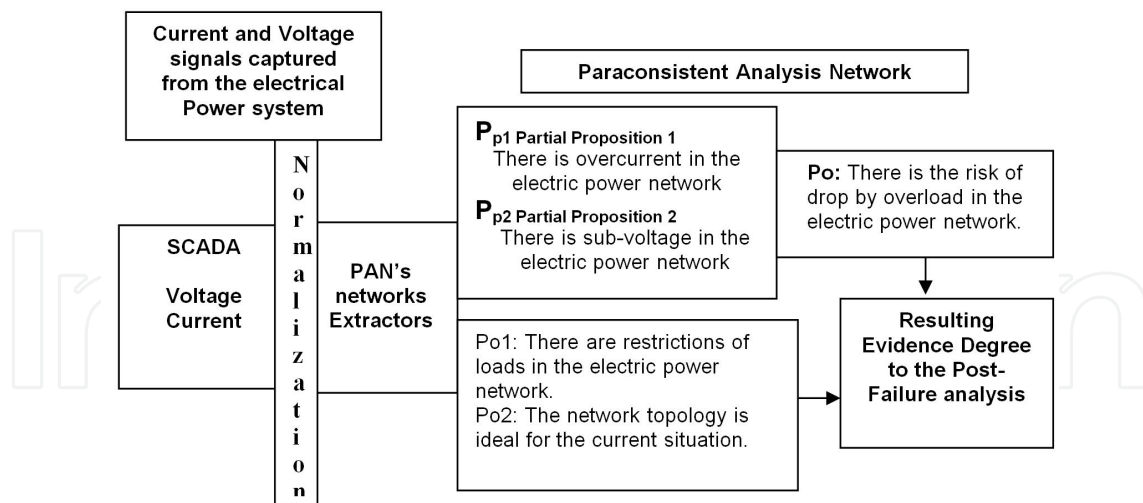 Current and Voltage
signals captured
from the electrical
Power system
Paraconsistent Analysis Network
Normalization
SCADA
Voltage
Current
PAN’s
networks
Extractors
Pp1 Partial Proposition 1
There is overcurrent in the
electric power network
Pp2 Partial Proposition 2
There is sub-voltage in the
electric power network
Po: There is the risk of
drop by overload in the
electric power network.
Po1: There are restrictions of
loads in the electric power
network.
Po2: The network topology is
ideal for the current situation.
Resulting
Evidence Degree
to the Post-
Failure analysis